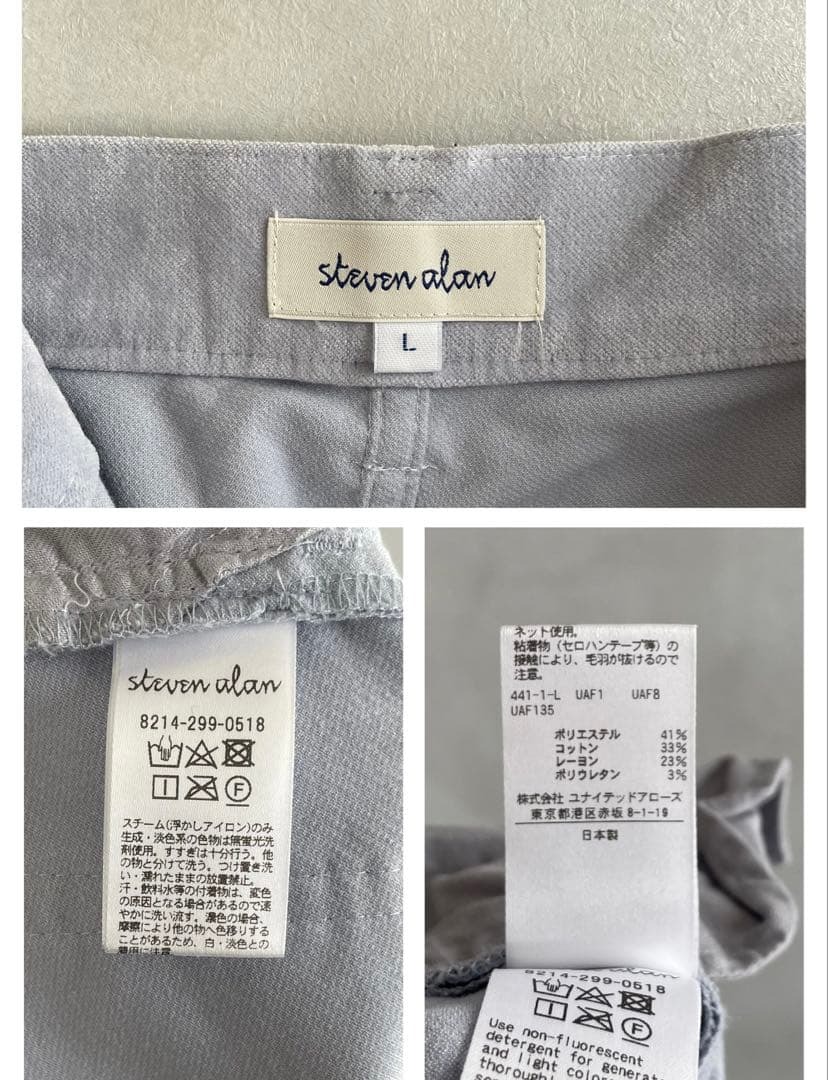 steven alan
L
steven alan
8214-299-0518
F
スチーム(浮かしアイロン)のみ
生成・淡色系の色物は無蛍光洗
剤使用。すすぎは十分行う。他
の物と分けて洗う。つけ置き洗
い・濡れたままの放置禁止。
汗・飲料水等の付着物は、変色
の原因となる場合があるので速
やかに洗い流す。濃色の場合、
摩擦により他の物へ色移りする
ことがあるため、白・淡色との
着用に注意
ネット使用。
粘着物(セロハンテープ等)の
接触により、毛羽が抜けるので
注意。
441-1-L UAF1 UAF8
UAF135
ポリエステル 41%
コットン 33%
レーヨン 23%
ポリウレタン 3%
株式会社 ユナイテッドアローズ
東京都港区赤坂8-1-19
日本製
alan
8214-299-0518
F
Use non-fluorescent
detergent for
and light colors